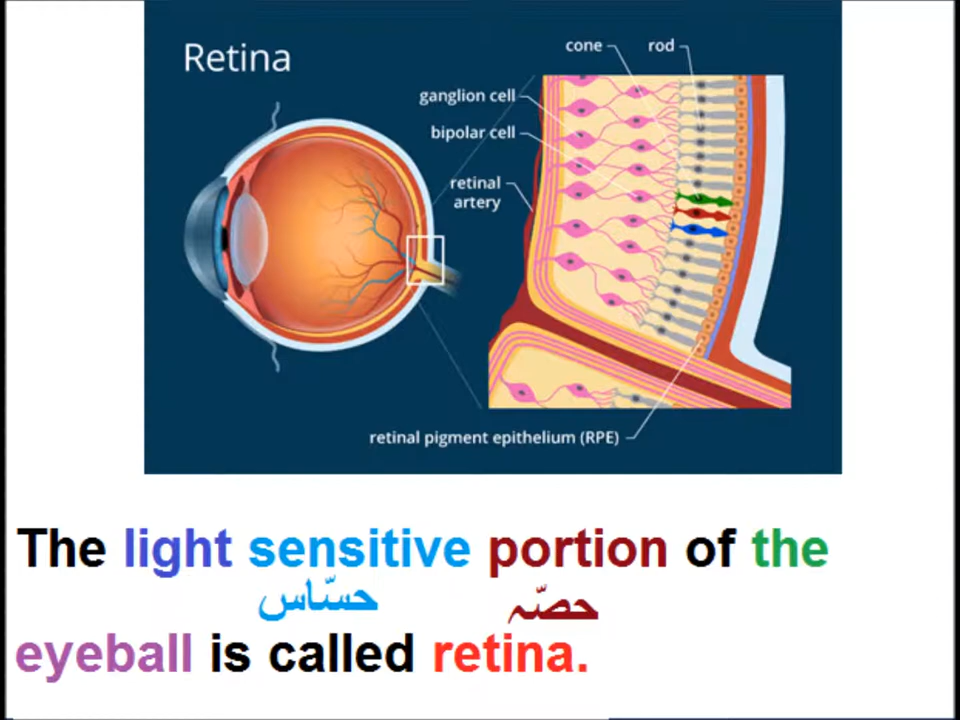 Retina
cone
rod
ganglion cell
bipolar cell
retinal
artery
retinal pigment epithelium (RPE)
The light sensitive portion of the
حسّاس حصّہ
eyeball is called retina.